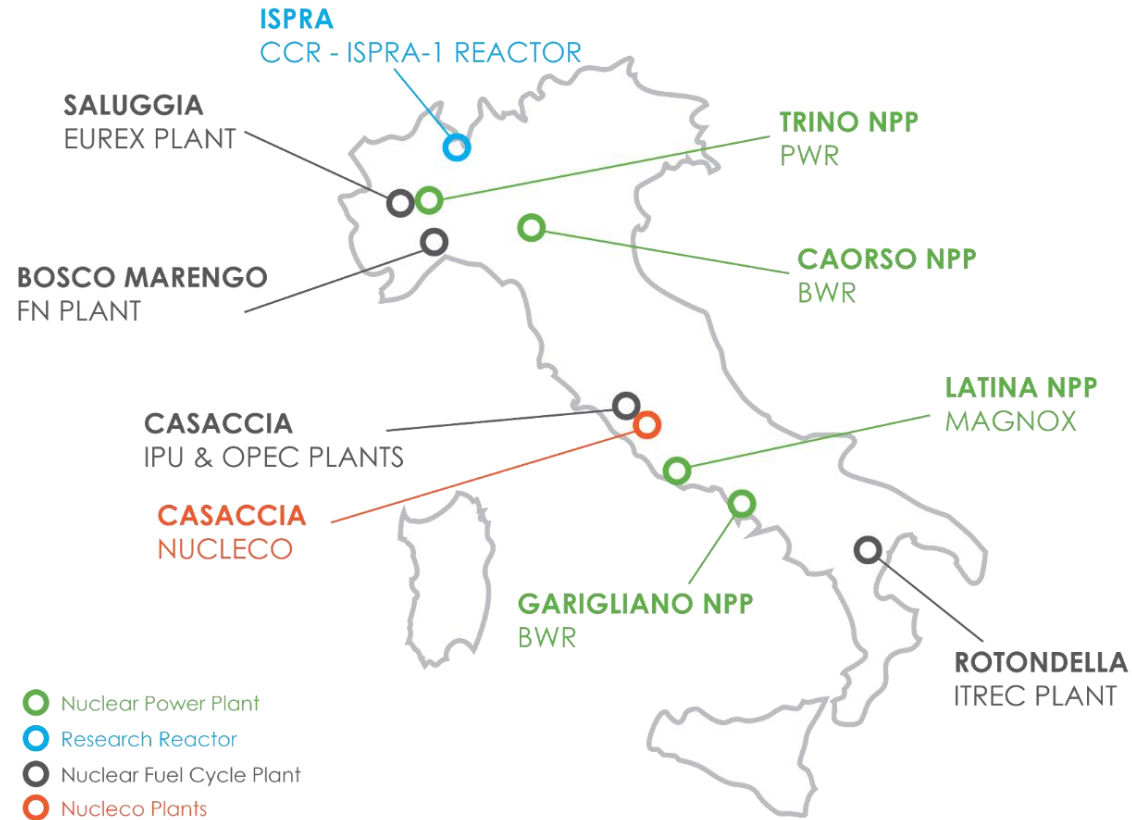 ISPRA
CCR - ISPRA-1 REACTOR
SALUGGIA
EUREX PLANT
TRINO NPP
PWR
CAORSO NPP
BWR
BOSCO MARENGO
FN PLANT
LATINA NPP
MAGNOX
CASACCIA
IPU & OPEC PLANTS
CASACCIA
NUCLECO
GARIGLIANO NPP
BWR
ROTONDELLA
ITREC PLANT
Nuclear Power Plant
Research Reactor
Nuclear Fuel Cycle Plant
Nucleco Plants